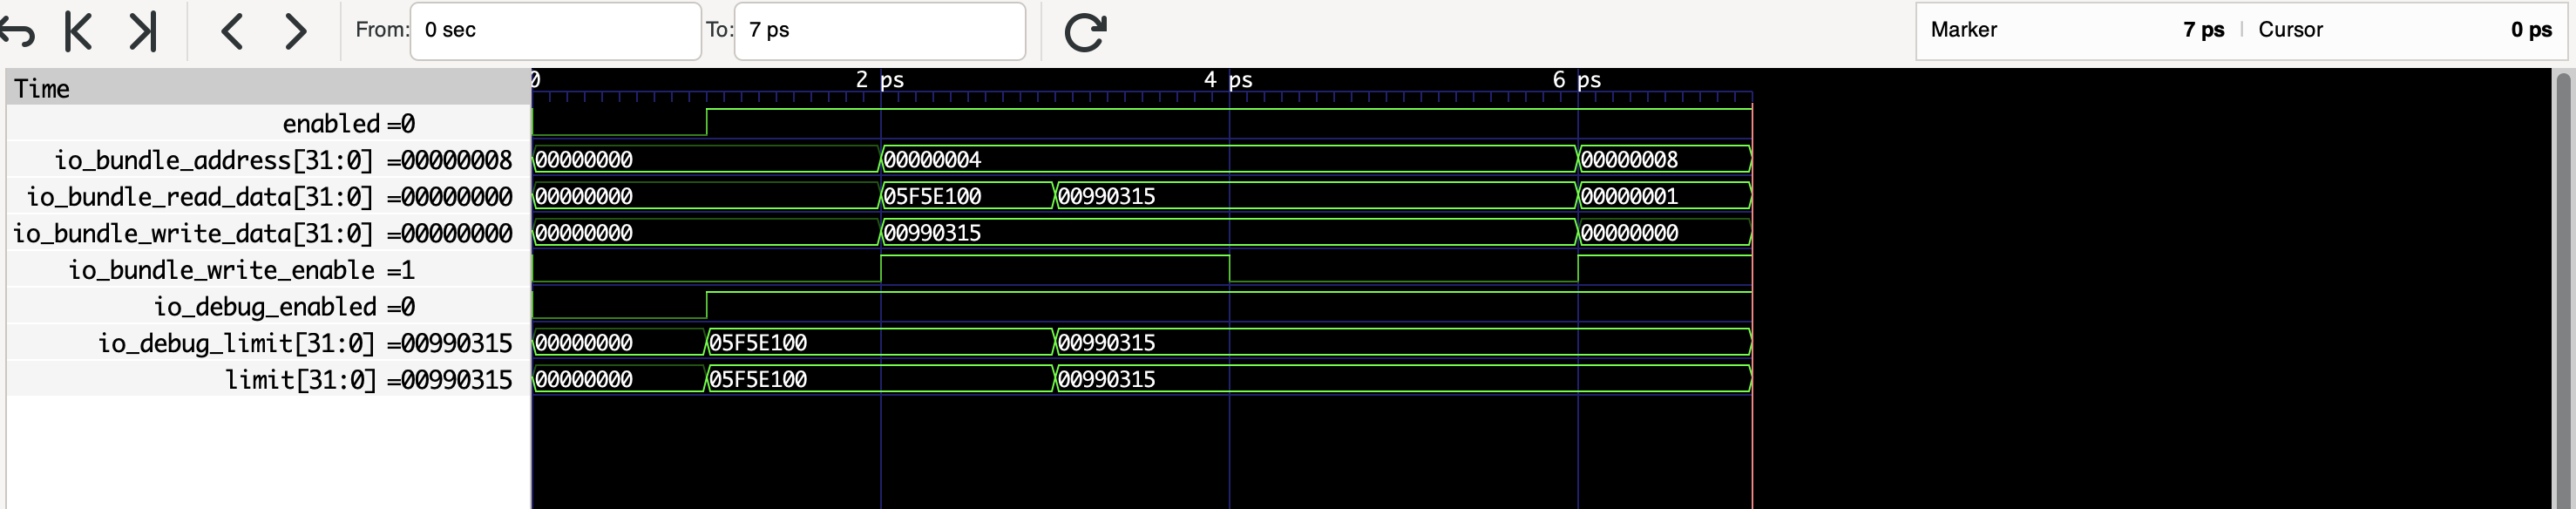 From: 0 sec To: 7 ps Marker 7 ps Cursor 0 ps
Time 0 2 ps 4 ps 6 ps
enabled =0
io_bundle_address[31:0] =00000008 00000000 00000004 00000008
io_bundle_read_data[31:0] =00000000 00000000 05F5E100 00990315 00000001
io_bundle_write_data[31:0] =00000000 00000000 00990315 00000000
io_bundle_write_enable =1
io_debug_enabled =0
io_debug_limit[31:0] =00990315 00000000 05F5E100 00990315
limit[31:0] =00990315 00000000 05F5E100 00990315